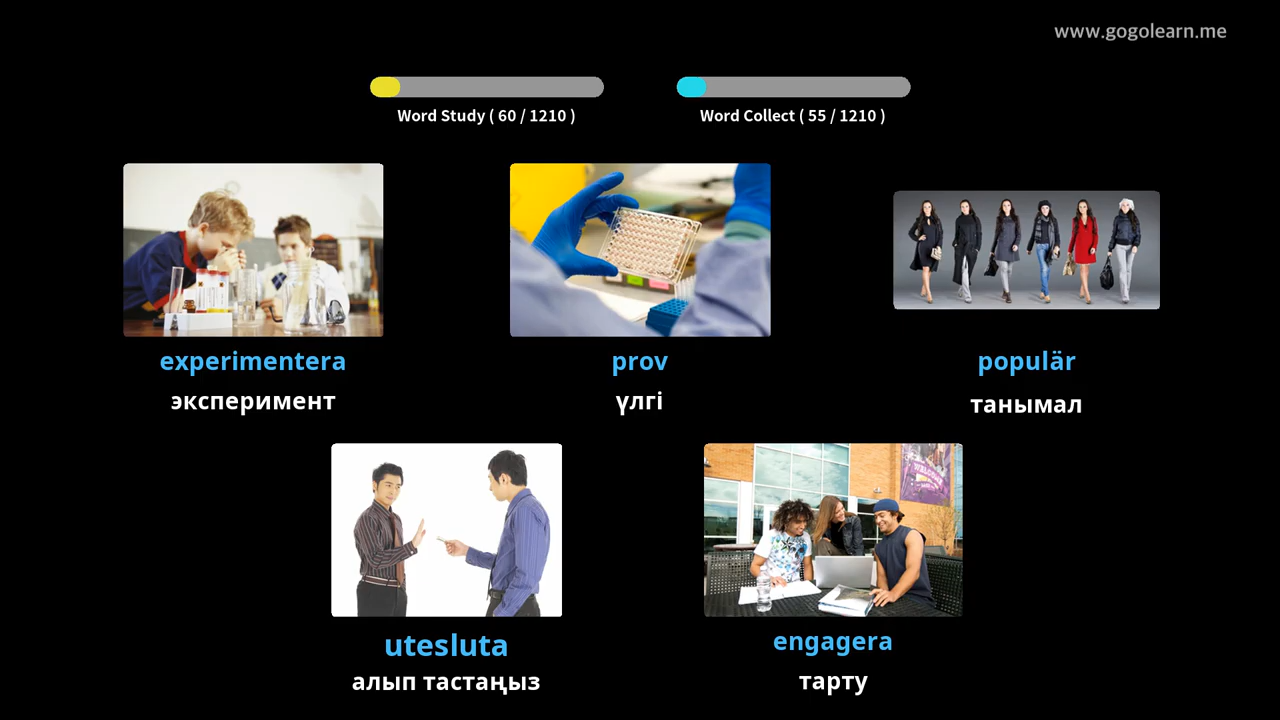 www.gogolearn.me
Word Study ( 60 / 1210 )
Word Collect ( 55 / 1210 )
experimentera
эксперимент
prov
үлгі
populär
танымал
WELCOME
utesluta
алып тастаңыз
engagera
тарту